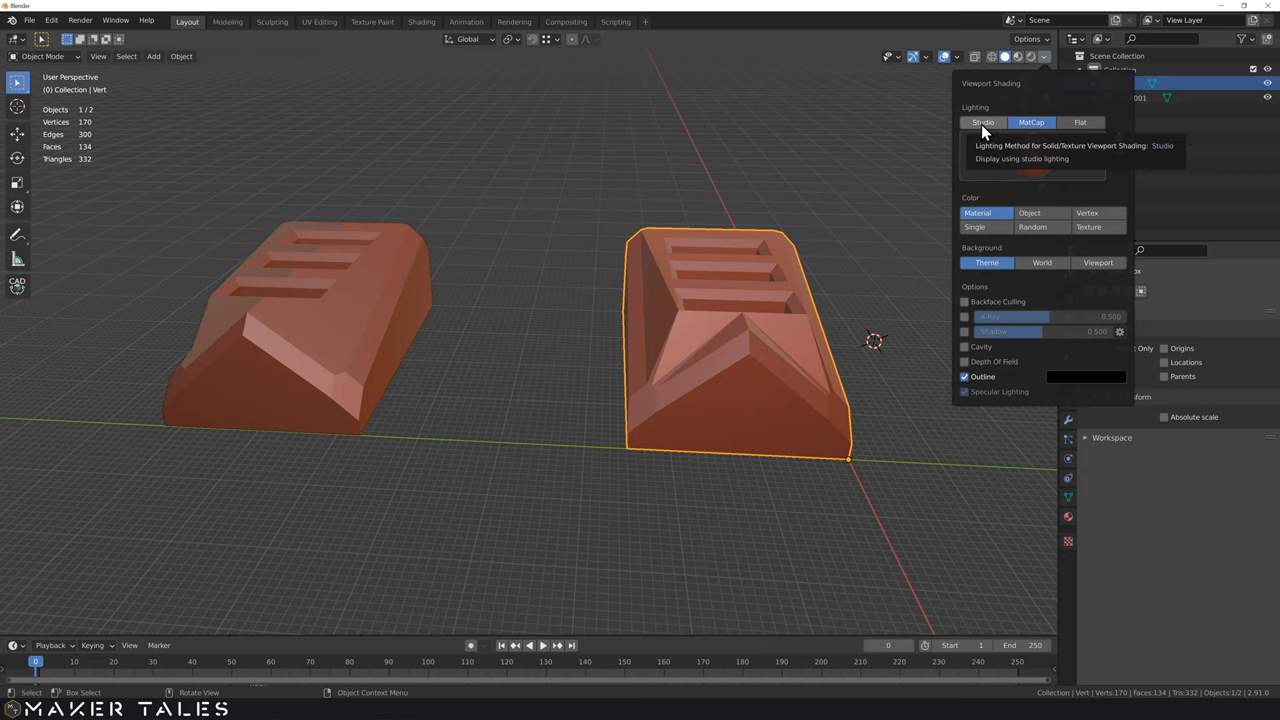 Blender
File Edit Render Window Help
Layout Modeling Sculpting UV Editing Texture Paint Shading Animation Rendering Compositing Scripting +
Scene
View Layer
Global
Options
Object Mode View Select Add Object
Scene Collection
User Perspective
(0) Collection | Vert
Objects 1 / 2
Vertices 170
Edges 300
Faces 134
Triangles 332
CAD
Viewport Shading
Lighting
Studio MatCap Flat
Lighting Method for Solid/Texture Viewport Shading: Studio
Display using studio lighting
Color
Material Object Vertex
Single Random Texture
Background
Theme World Viewport
Options
Backface Culling
X-Ray 0.500
Shadow 0.500
Cavity
Depth Of Field
Outline
Specular Lighting
001
Origins
Locations
Parents
Absolute scale
Workspace
Playback Keying View Marker
0
Start 1
End 250
0 10 20 30 40 50 60 70 80 90 100 110 120 130 140 150 160 170 180 190 200 210 220 230 240 250
Select Box Select Rotate View Object Context Menu
Collection | Vert | Verts:170 | Faces:134 | Tris:332 | Objects:1/2 | 2.91.0
MAKER TALES